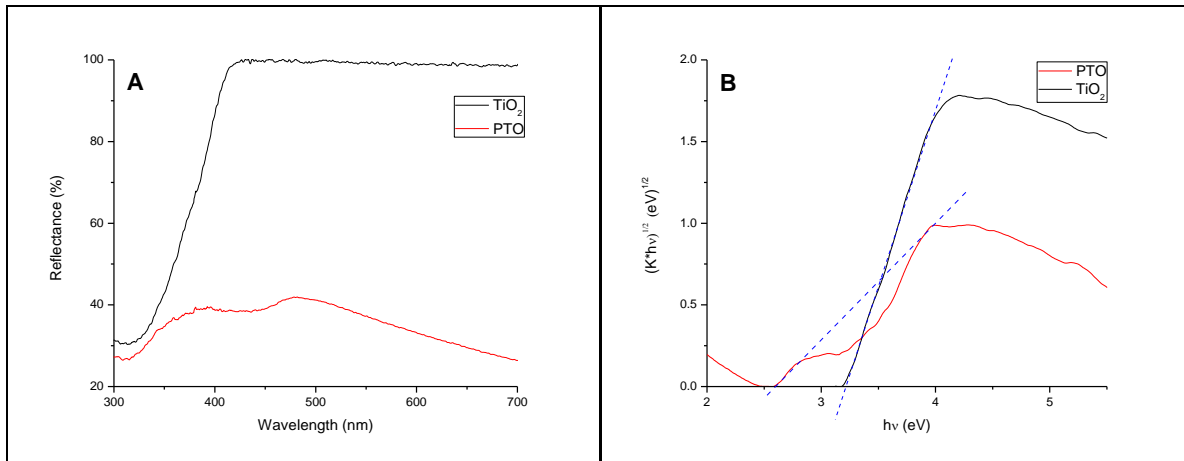 A
TiO₂
PTO
Reflectance (%)
100
80
60
40
20
300 400 500 600 700
Wavelength (nm)
B
PTO
TiO₂
(K*hν)^1/2 (eV)^1/2
2.0
1.5
1.0
0.5
0.0
2 3 4 5
hν (eV)